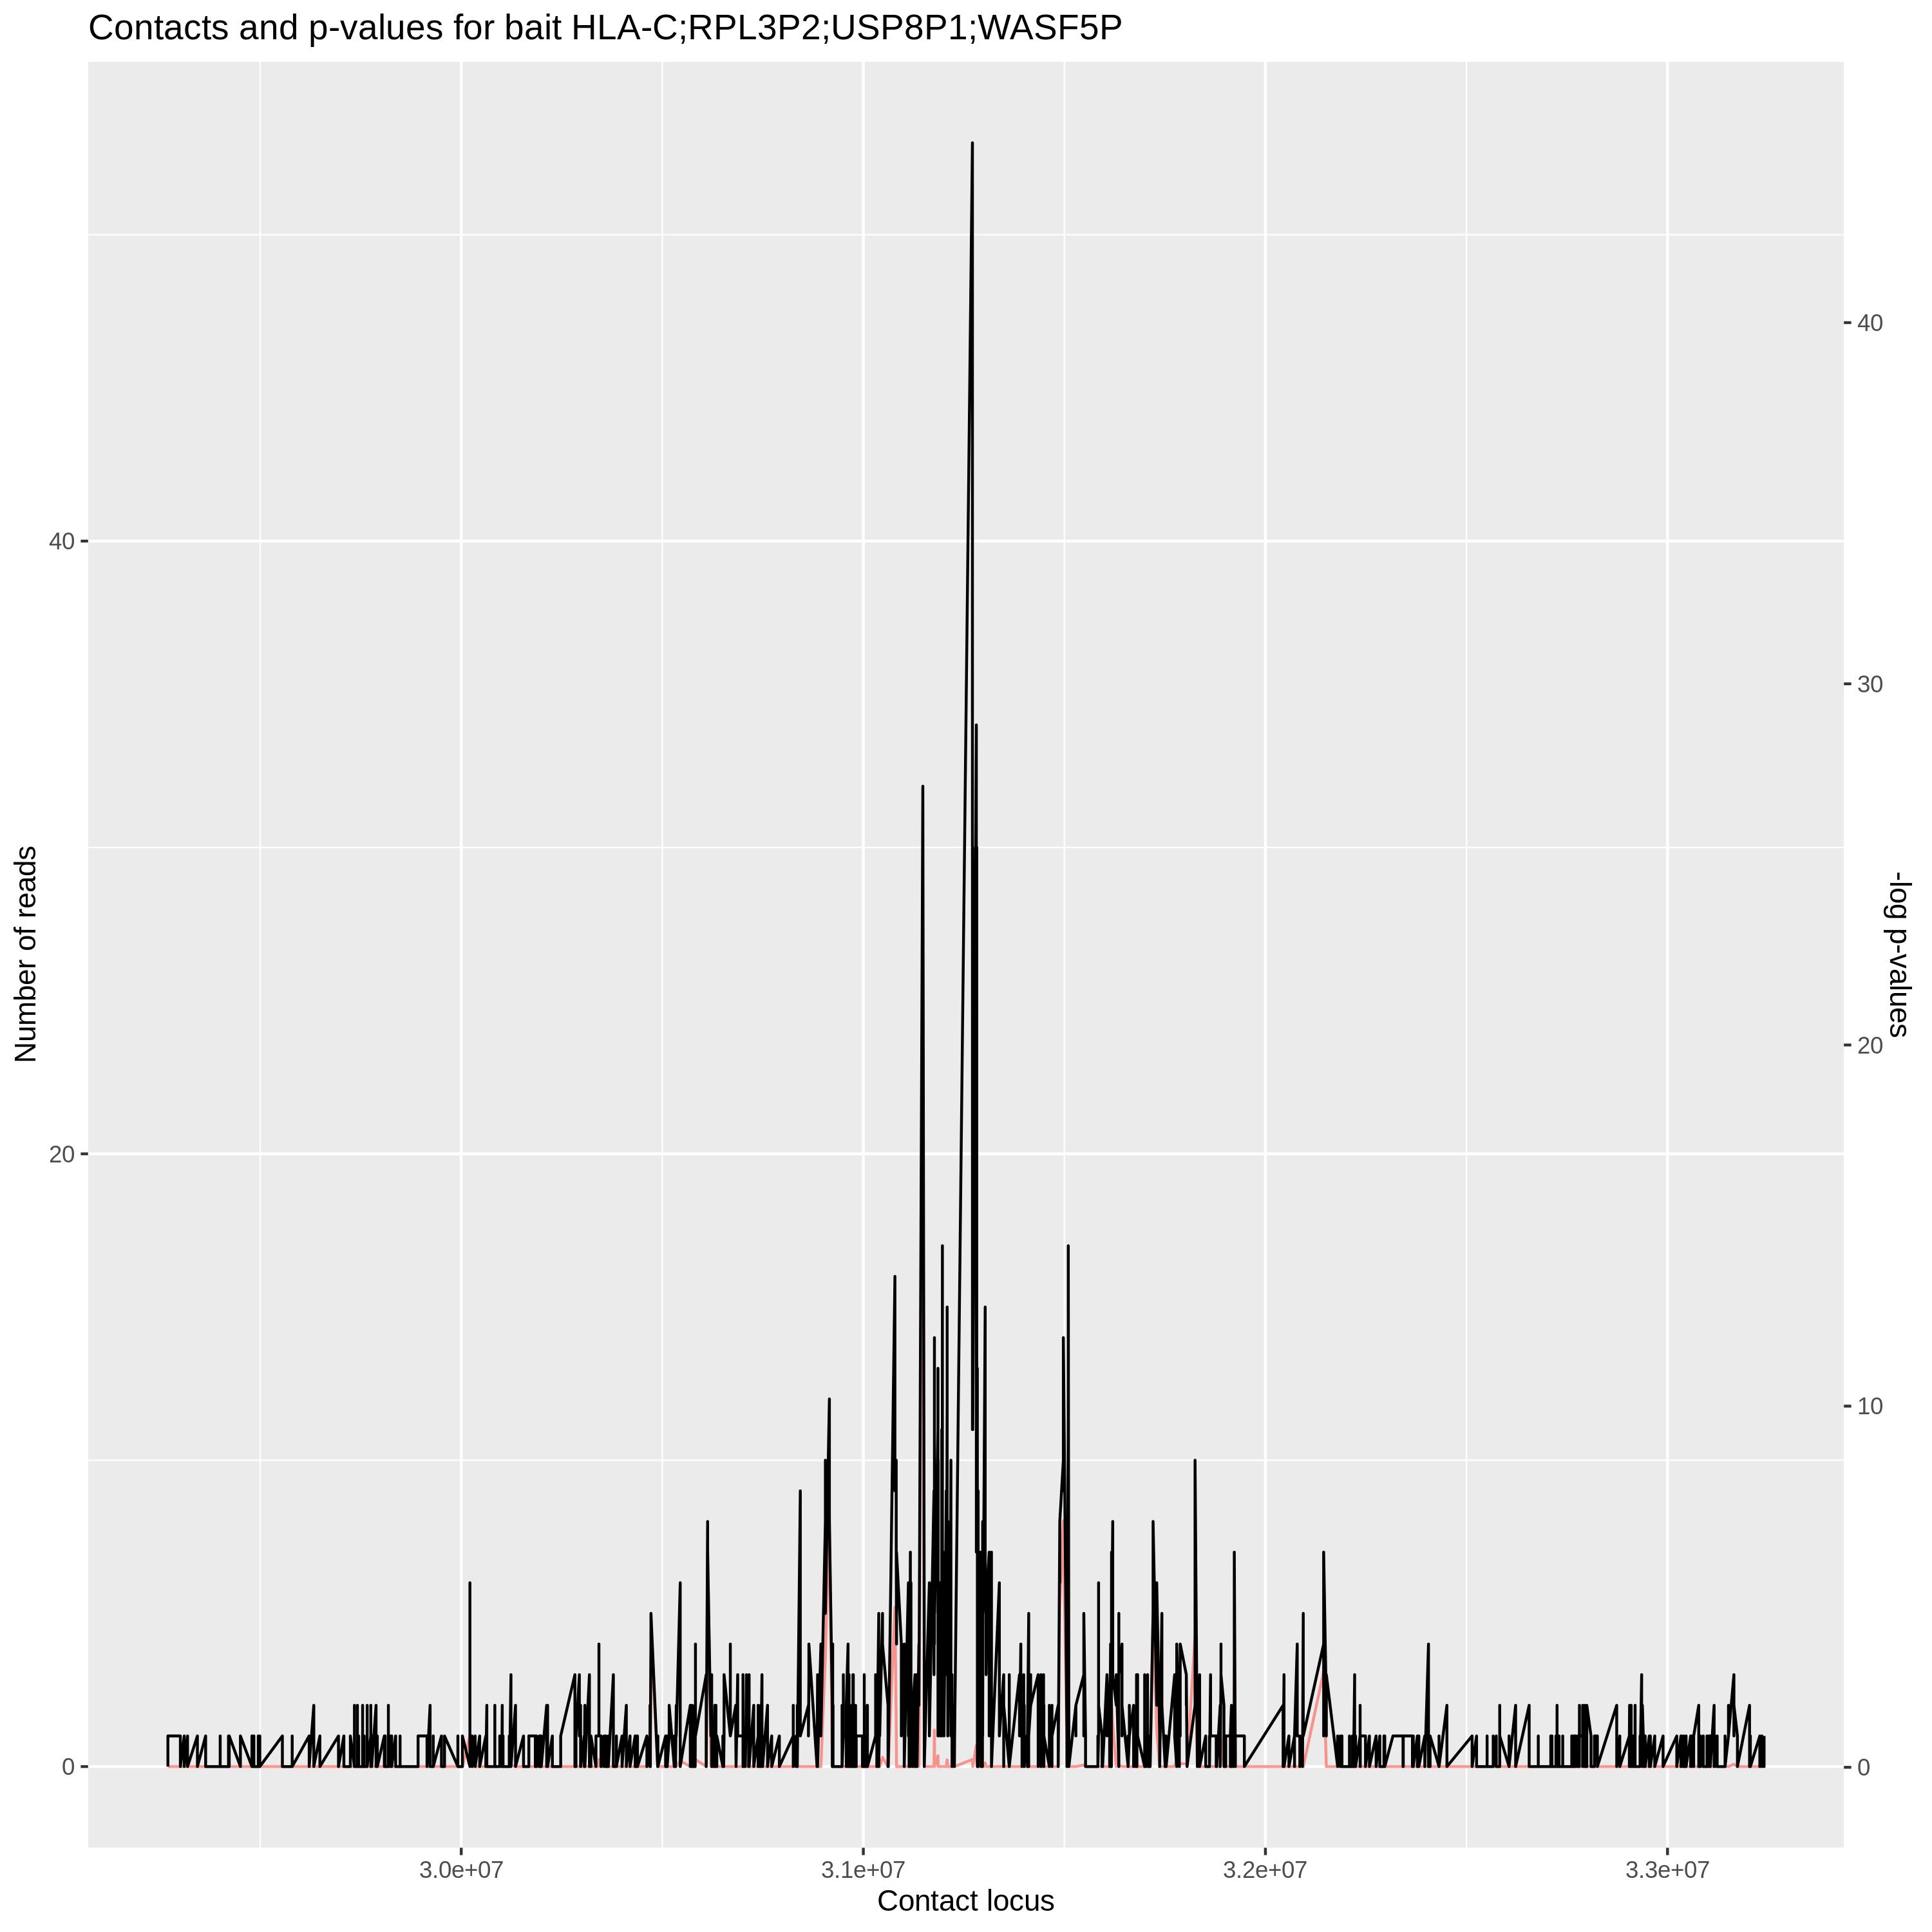 Contacts and p-values for bait HLA-C;RPL3P2;USP8P1;WASF5P
40
20
0
Number of reads
40
30
20
10
0
-log p-values
3.0e+07 3.1e+07 3.2e+07 3.3e+07
Contact locus